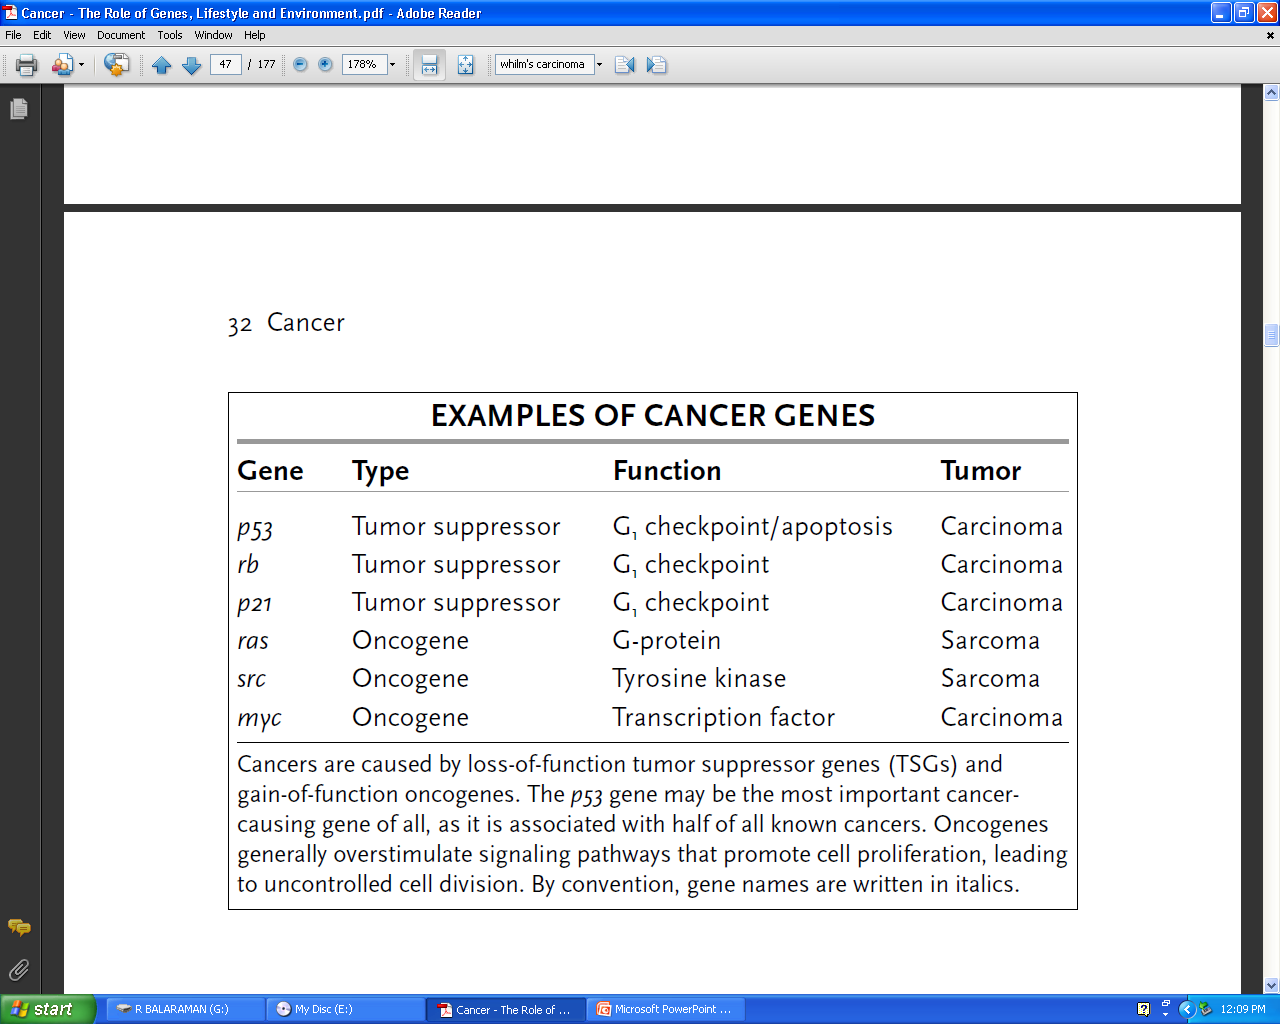 Cancer - The Role of Genes, Lifestyle and Environment.pdf - Adobe Reader
File Edit View Document Tools Window Help
47 / 177 178% whilm's carcinoma
32 Cancer
EXAMPLES OF CANCER GENES
Gene Type Function Tumor
p53 Tumor suppressor G₁ checkpoint/apoptosis Carcinoma
rb Tumor suppressor G₁ checkpoint Carcinoma
p21 Tumor suppressor G₁ checkpoint Carcinoma
ras Oncogene G-protein Sarcoma
src Oncogene Tyrosine kinase Sarcoma
myc Oncogene Transcription factor Carcinoma
Cancers are caused by loss-of-function tumor suppressor genes (TSGs) and
gain-of-function oncogenes. The p53 gene may be the most important cancer-
causing gene of all, as it is associated with half of all known cancers. Oncogenes
generally overstimulate signaling pathways that promote cell proliferation, leading
to uncontrolled cell division. By convention, gene names are written in italics.
start R BALARAMAN (G:) My Disc (E:) Cancer - The Role of ... Microsoft PowerPoint ... 12:09 PM